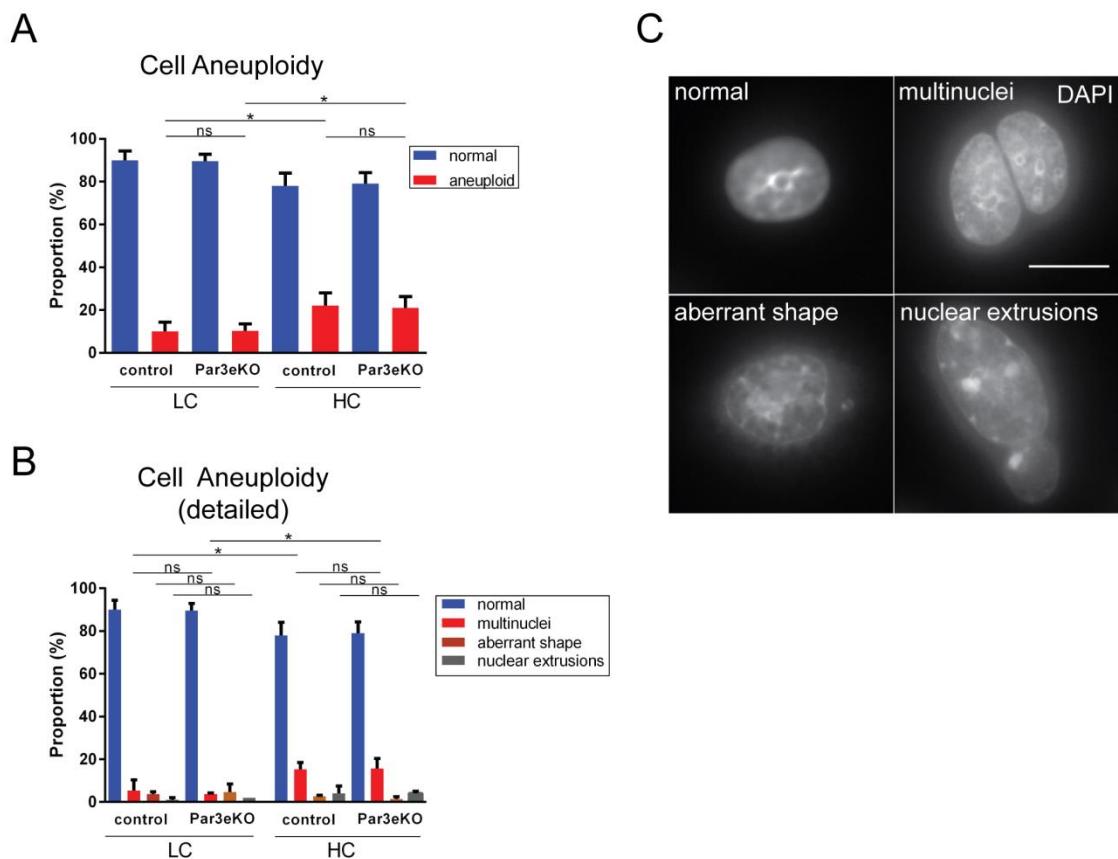 A
Cell Aneuploidy
*
*
ns
ns
normal
aneuploid
Proportion (%)
100
80
60
40
20
0
control
Par3eKO
control
Par3eKO
LC
HC
B
Cell Aneuploidy
(detailed)
*
*
ns
ns
ns
ns
ns
ns
normal
multinuclei
aberrant shape
nuclear extrusions
Proportion (%)
100
80
60
40
20
0
control
Par3eKO
control
Par3eKO
LC
HC
C
normal
multinuclei
DAPI
aberrant shape
nuclear extrusions